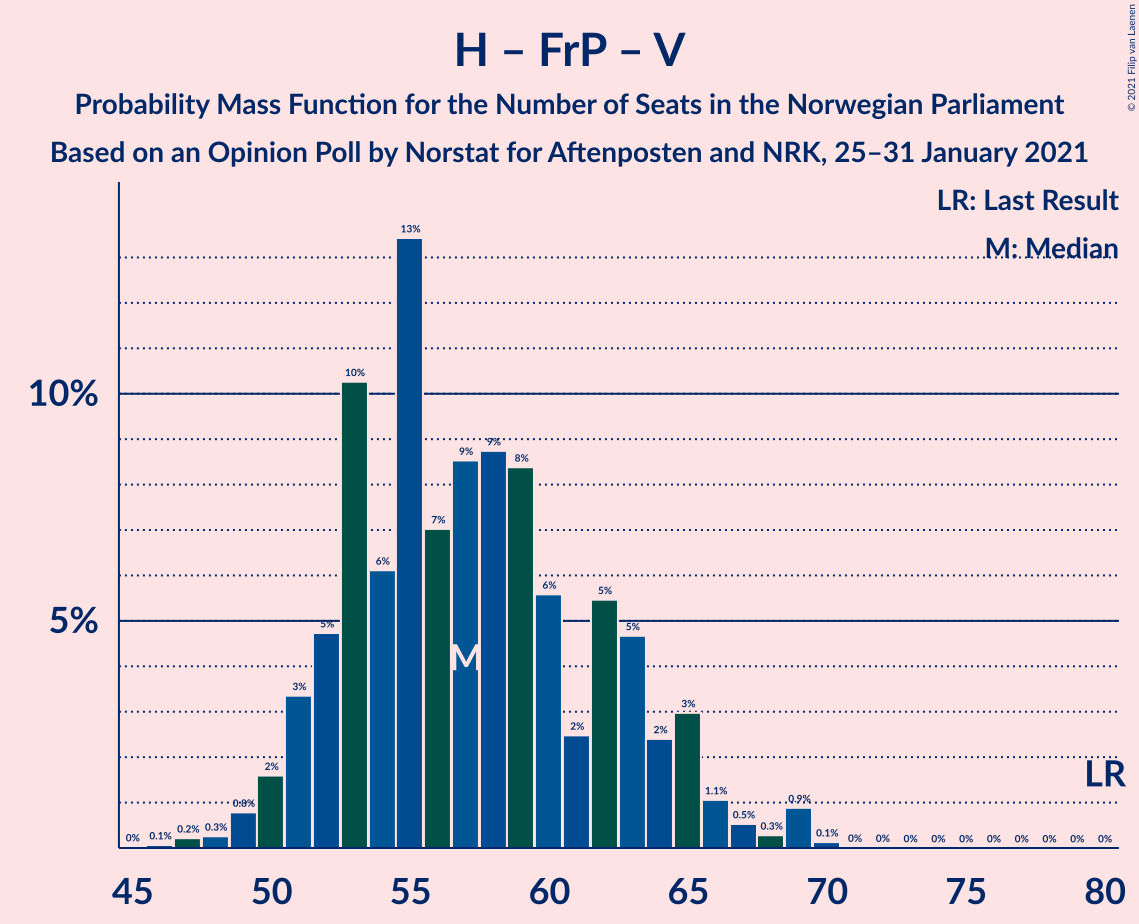 H – FrP – V
Probability Mass Function for the Number of Seats in the Norwegian Parliament
Based on an Opinion Poll by Norstat for Aftenposten and NRK, 25–31 January 2021
© 2021 Filip van Laenen
LR: Last Result
M: Median
10%
5%
0% 0.1% 0.2% 0.3% 0.8% 2% 3% 5% 10% 6% 13% 7% 9% 9% 8% 6% 2% 5% 5% 2% 3% 1.1% 0.5% 0.3% 0.9% 0.1% 0% 0% 0% 0% 0% 0% 0% 0% 0% 0%
M
LR
45 50 55 60 65 70 75 80